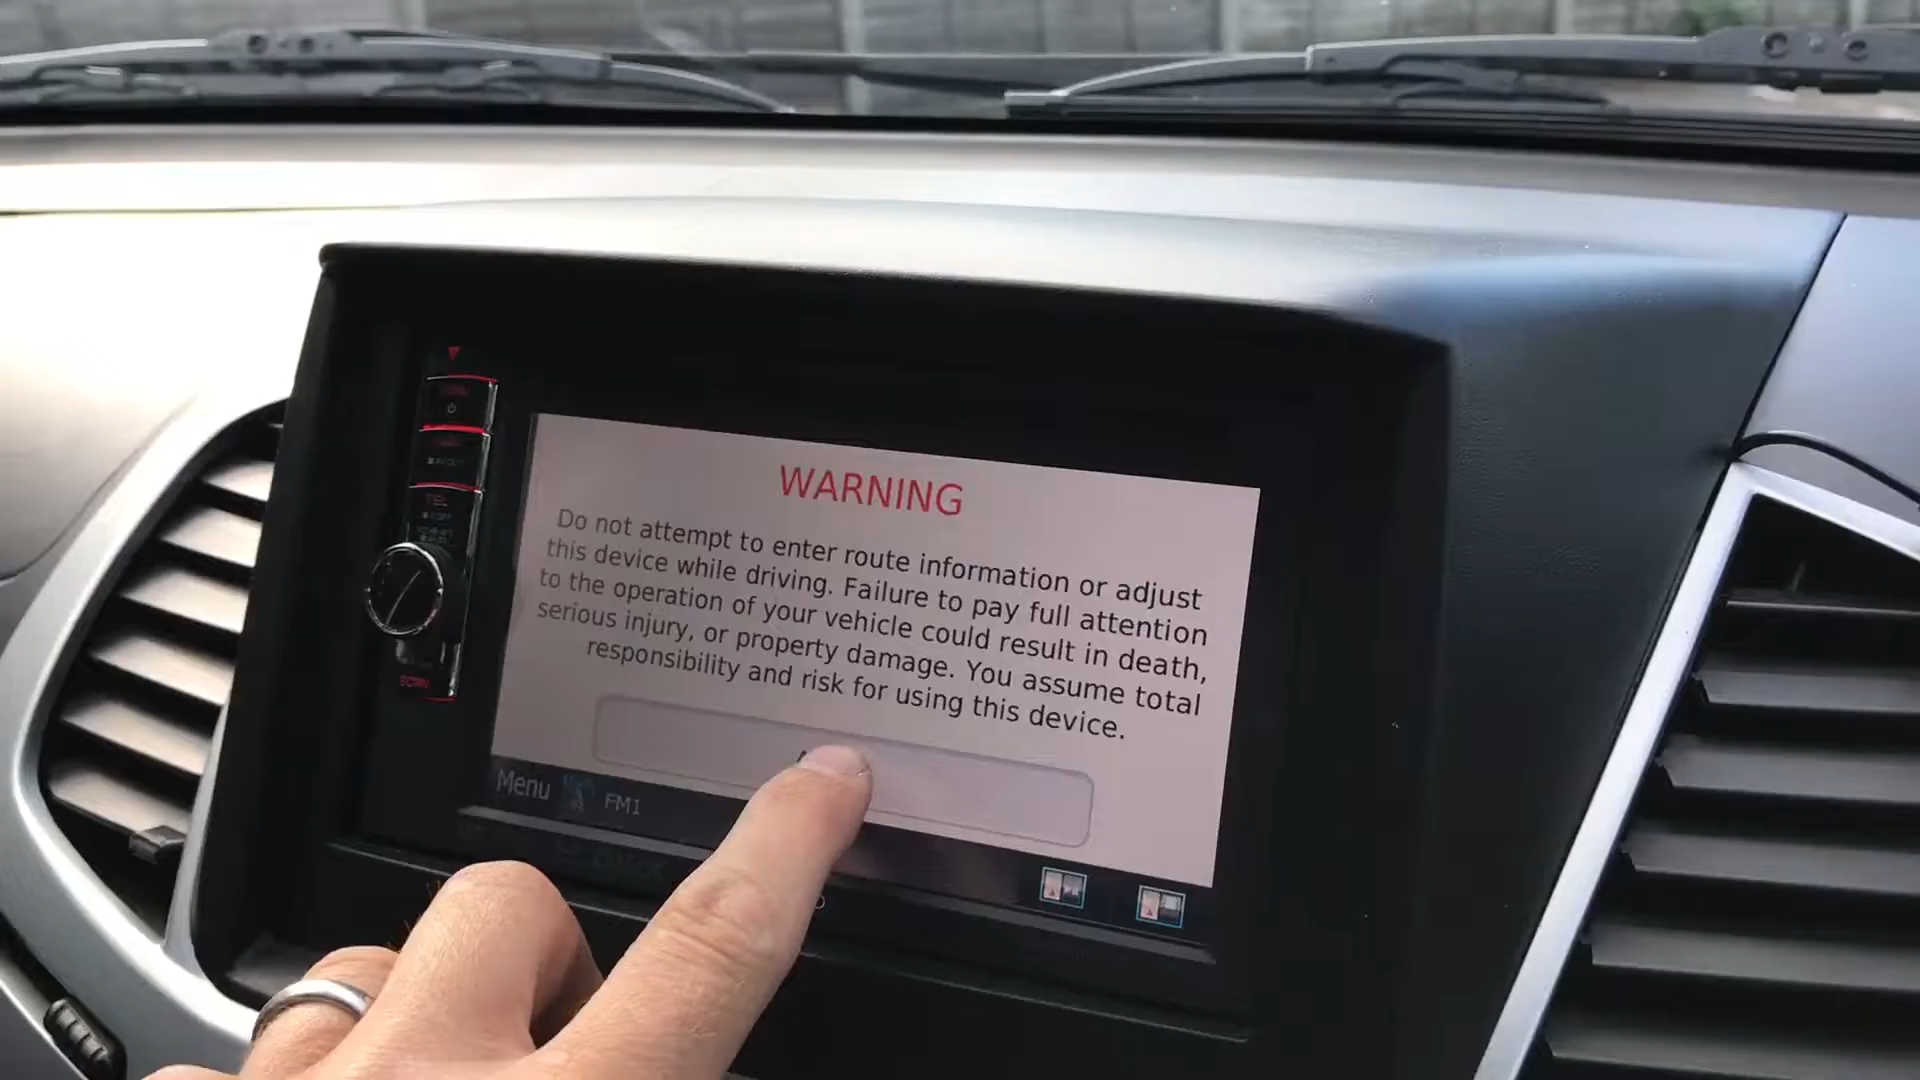 WARNING
Do not attempt to enter route information or adjust
this device while driving. Failure to pay full attention
to the operation of your vehicle could result in death,
serious injury, or property damage. You assume total
responsibility and risk for using this device.
Menu FM1
TEL
SCRN